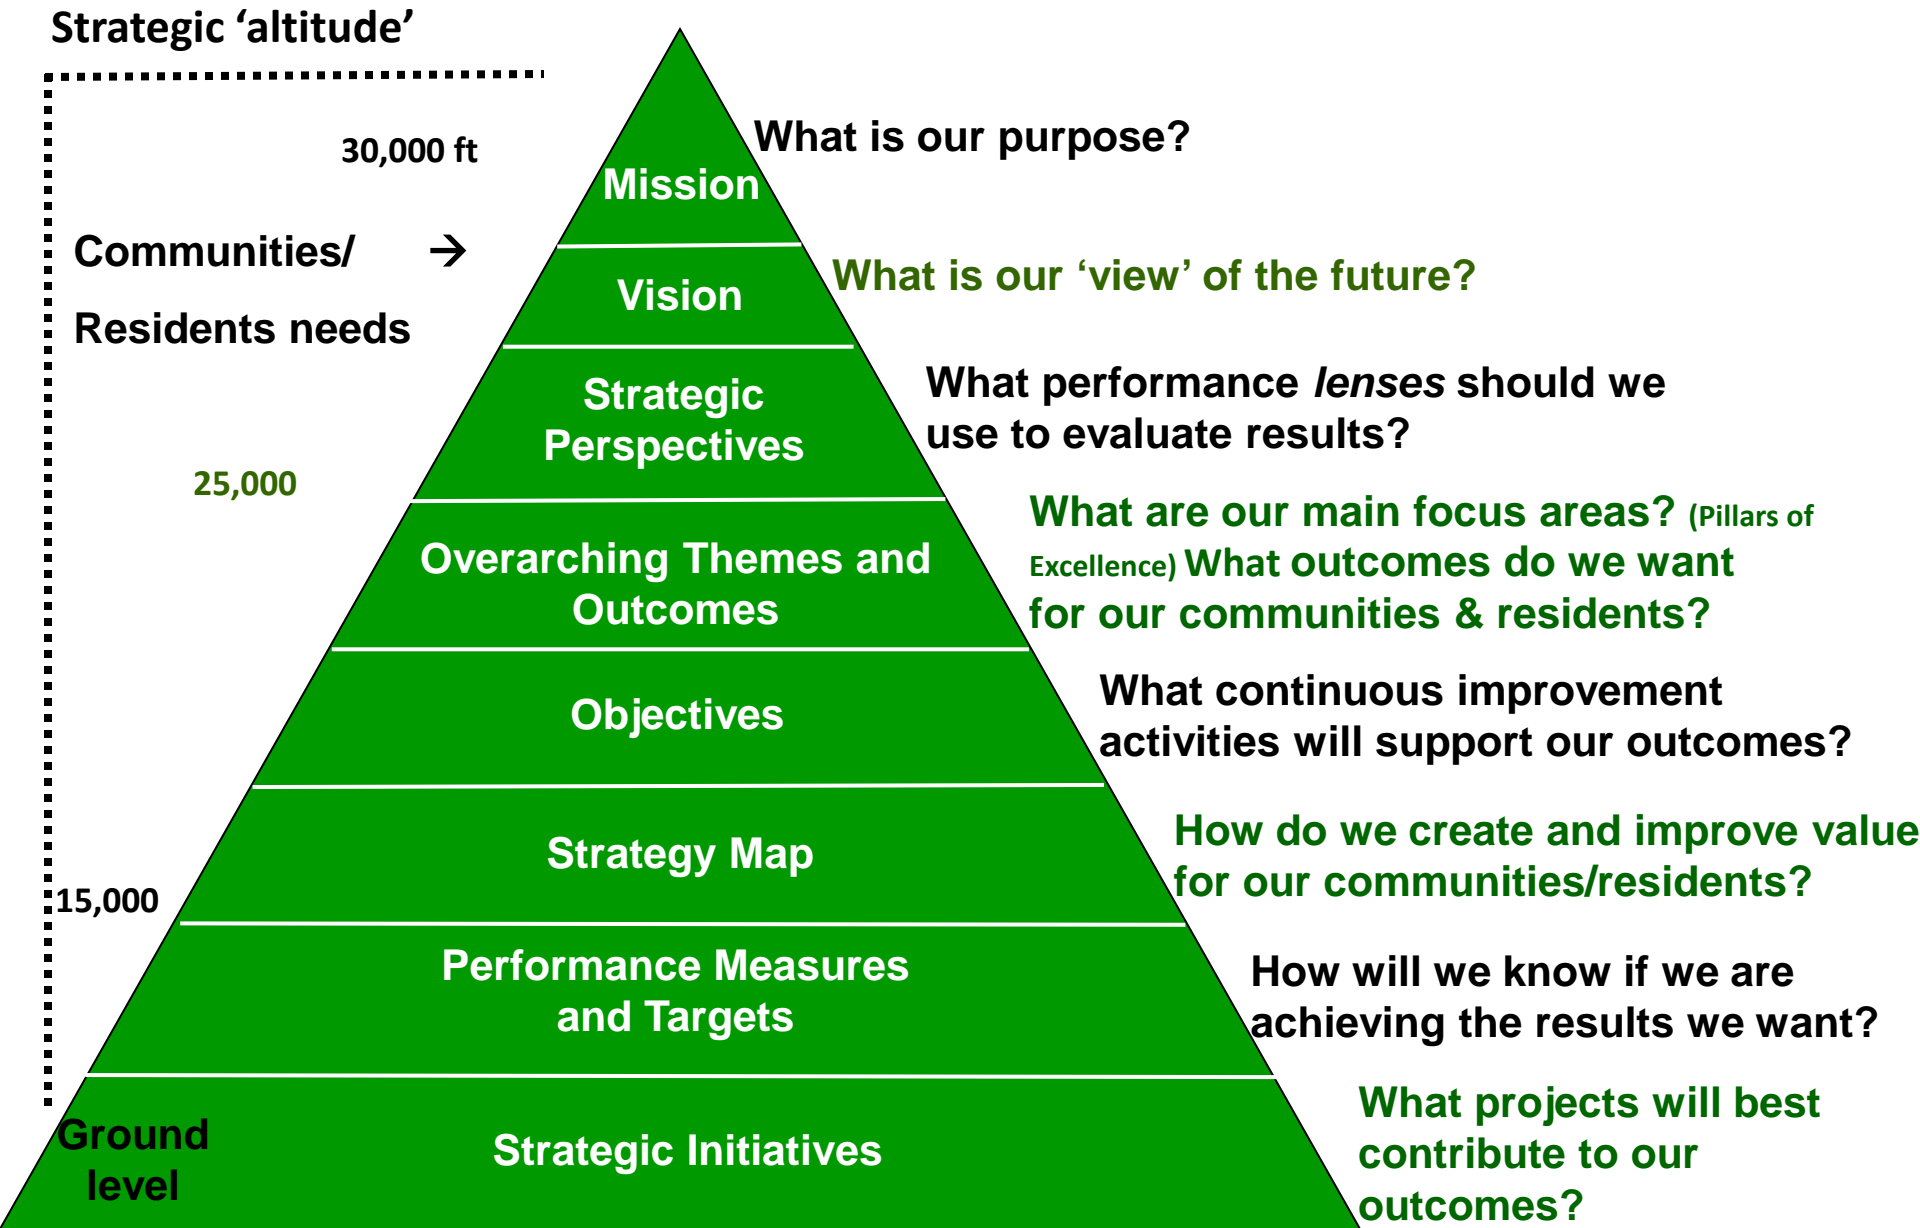 Strategic ‘altitude’
30,000 ft
What is our purpose?
Mission
Communities/ →
Residents needs
What is our ‘view’ of the future?
Vision
Strategic
Perspectives
What performance lenses should we
use to evaluate results?
25,000
Overarching Themes and
Outcomes
What are our main focus areas? (Pillars of
Excellence) What outcomes do we want
for our communities & residents?
Objectives
What continuous improvement
activities will support our outcomes?
Strategy Map
How do we create and improve value
for our communities/residents?
15,000
Performance Measures
and Targets
How will we know if we are
achieving the results we want?
Ground
level
Strategic Initiatives
What projects will best
contribute to our
outcomes?